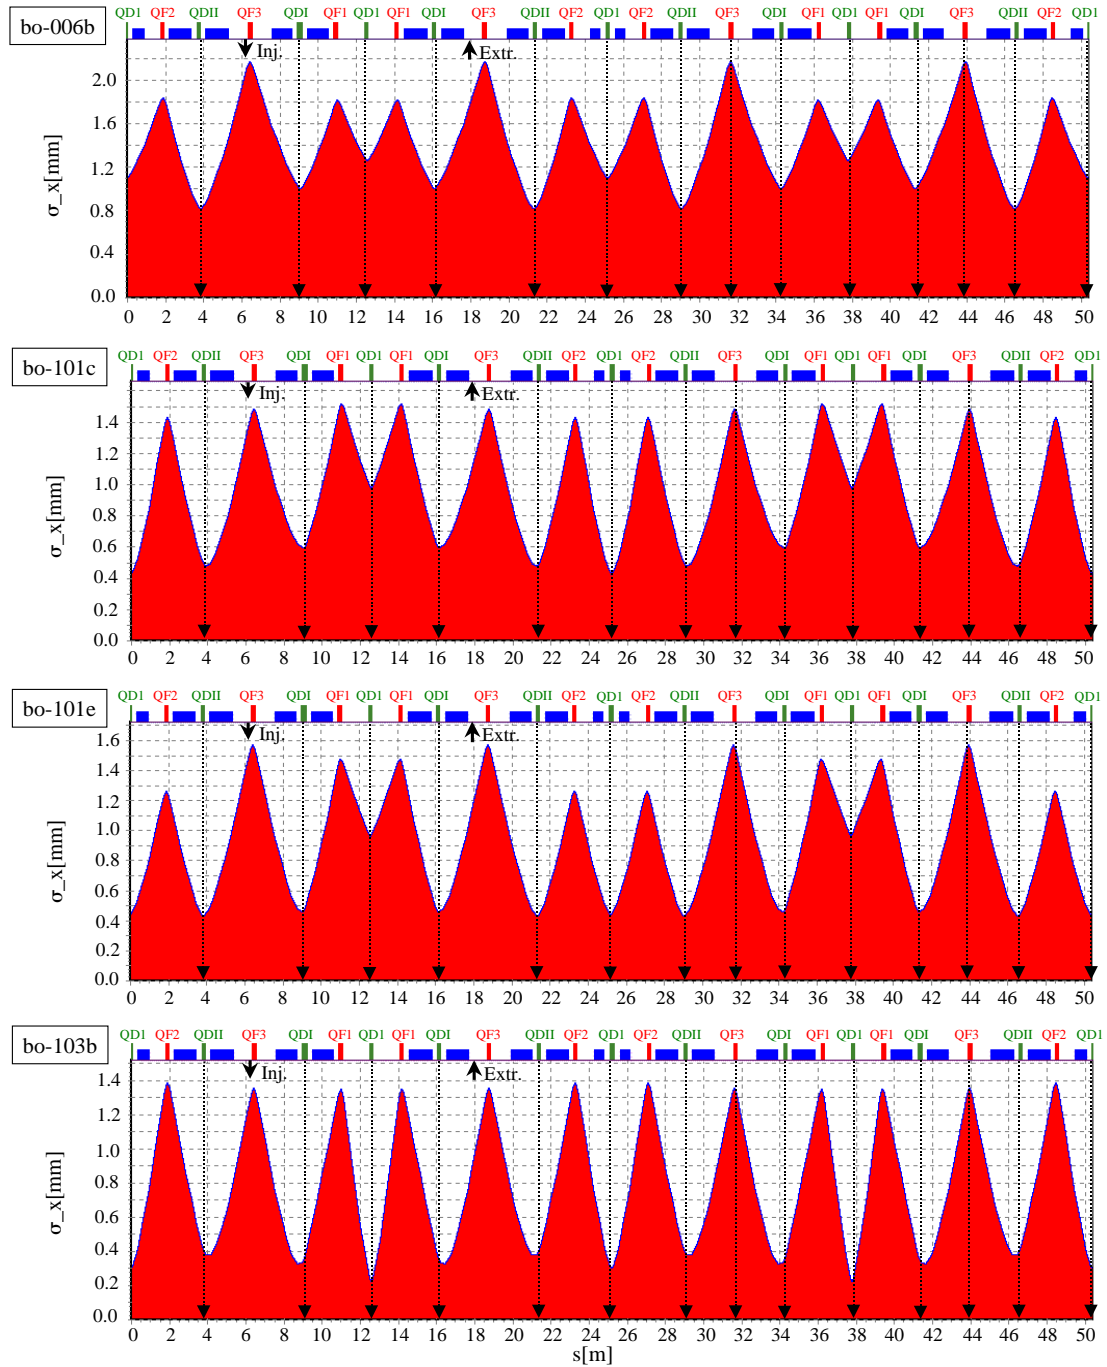 bo-006b
QD1 QF2 QDII QF3 QDI QF1 QD1 QF1 QDI QF3 QDII QF2 QD1 QF2 QDII QF3 QDI QF1 QD1 QF1 QDI QF3 QDII QF2 QD1
Inj. Extr.
2.0
1.6
1.2
0.8
0.4
0.0
σ_x[mm]
0 2 4 6 8 10 12 14 16 18 20 22 24 26 28 30 32 34 36 38 40 42 44 46 48 50
bo-101c
QD1 QF2 QDII QF3 QDI QF1 QD1 QF1 QDI QF3 QDII QF2 QD1 QF2 QDII QF3 QDI QF1 QD1 QF1 QDI QF3 QDII QF2 QD1
Inj. Extr.
1.4
1.2
1.0
0.8
0.6
0.4
0.2
0.0
σ_x[mm]
0 2 4 6 8 10 12 14 16 18 20 22 24 26 28 30 32 34 36 38 40 42 44 46 48 50
bo-101e
QD1 QF2 QDII QF3 QDI QF1 QD1 QF1 QDI QF3 QDII QF2 QD1 QF2 QDII QF3 QDI QF1 QD1 QF1 QDI QF3 QDII QF2 QD1
Inj. Extr.
1.6
1.4
1.2
1.0
0.8
0.6
0.4
0.2
0.0
σ_x[mm]
0 2 4 6 8 10 12 14 16 18 20 22 24 26 28 30 32 34 36 38 40 42 44 46 48 50
bo-103b
QD1 QF2 QDII QF3 QDI QF1 QD1 QF1 QDI QF3 QDII QF2 QD1 QF2 QDII QF3 QDI QF1 QD1 QF1 QDI QF3 QDII QF2 QD1
Inj. Extr.
1.4
1.2
1.0
0.8
0.6
0.4
0.2
0.0
σ_x[mm]
0 2 4 6 8 10 12 14 16 18 20 22 24 26 28 30 32 34 36 38 40 42 44 46 48 50
s[m]